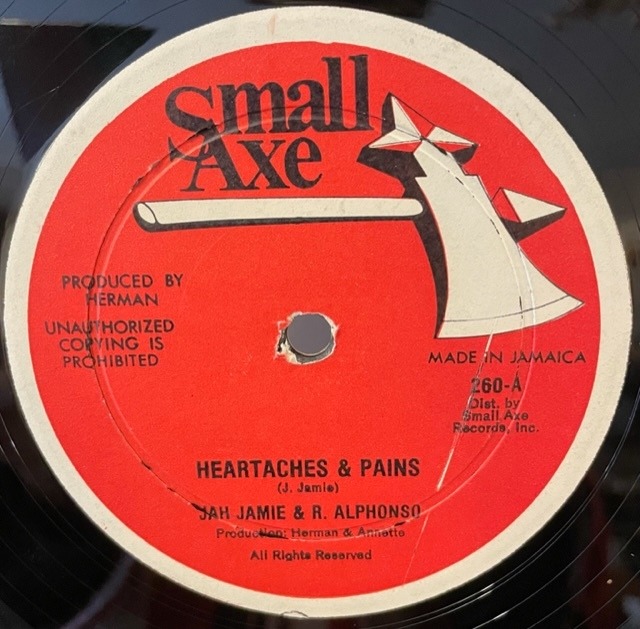 Small
Axe
PRODUCED BY
HERMAN
UNAUTHORIZED
COPYING IS
PROHIBITED
MADE IN JAMAICA
260-A
Dist. by
Small Axe
Records, Inc.
HEARTACHES & PAINS
(J. Jamie)
JAH JAMIE & R. ALPHONSO
Production: Herman & Annette
All Rights Reserved